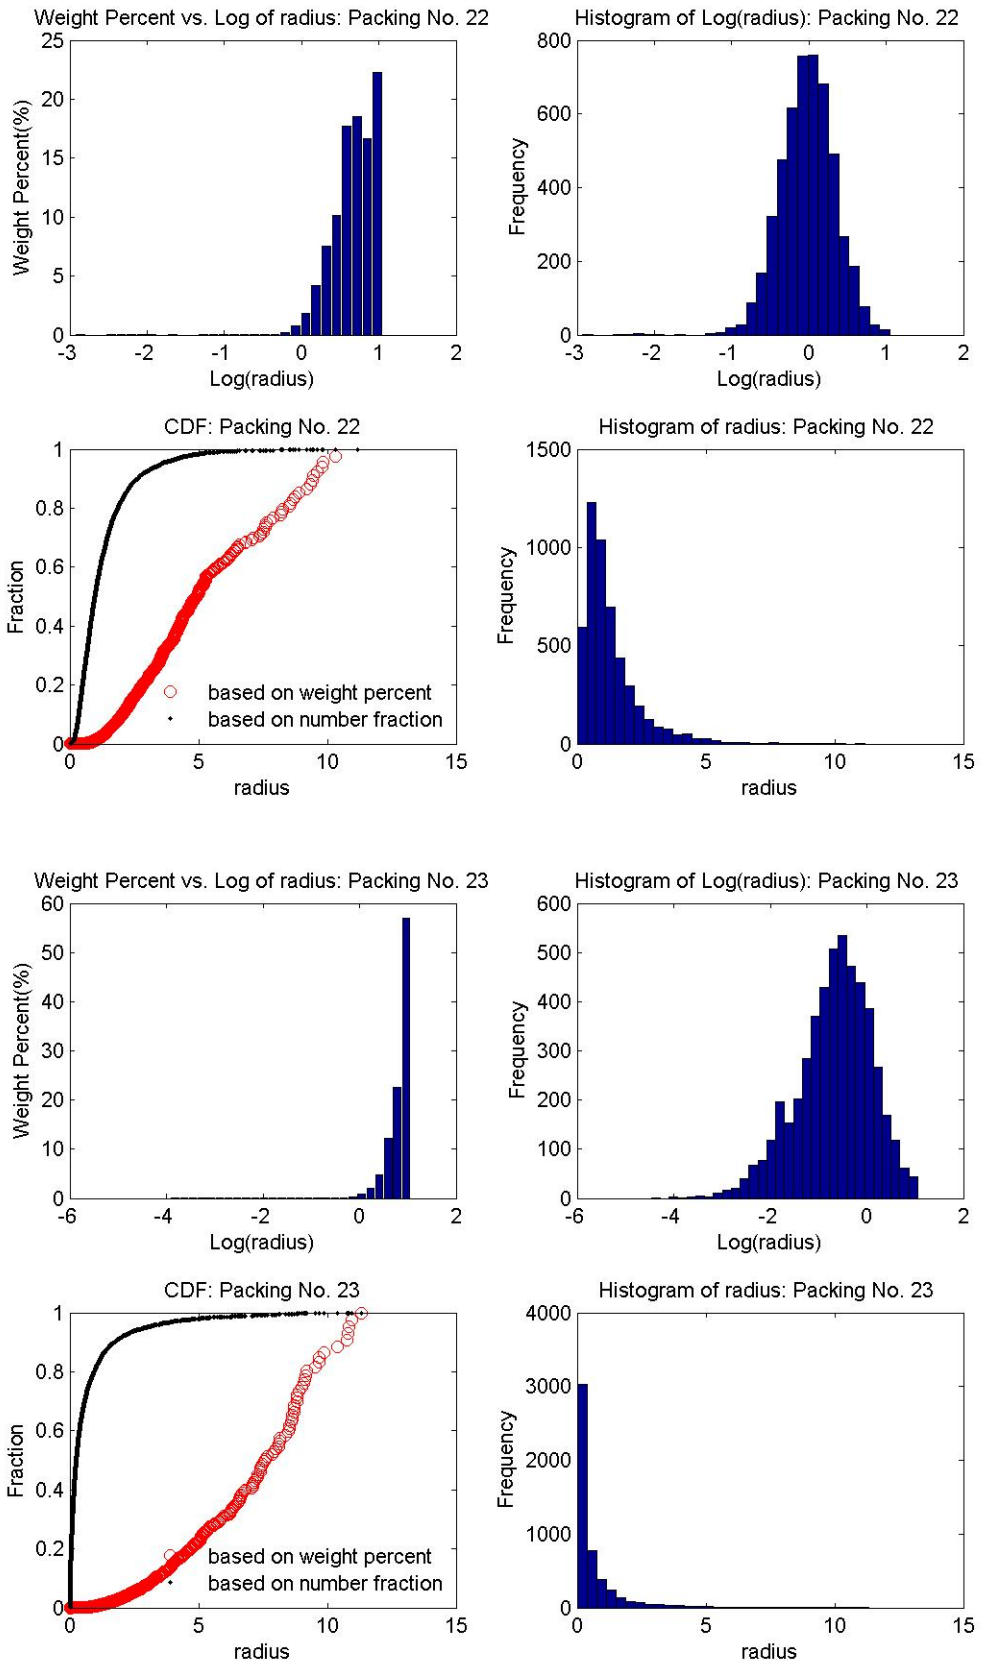 Weight Percent vs. Log of radius: Packing No. 22
Histogram of Log(radius): Packing No. 22
25
20
15
10
5
0
Weight Percent(%)
-3 -2 -1 0 1 2
Log(radius)
800
600
400
200
0
Frequency
-3 -2 -1 0 1 2
Log(radius)
CDF: Packing No. 22
Histogram of radius: Packing No. 22
1
0.8
0.6
0.4
0.2
0
Fraction
based on weight percent
based on number fraction
0 5 10 15
radius
1500
1000
500
0
Frequency
0 5 10 15
radius
Weight Percent vs. Log of radius: Packing No. 23
Histogram of Log(radius): Packing No. 23
60
50
40
30
20
10
0
Weight Percent(%)
-6 -4 -2 0 2
Log(radius)
600
500
400
300
200
100
0
Frequency
-6 -4 -2 0 2
Log(radius)
CDF: Packing No. 23
Histogram of radius: Packing No. 23
1
0.8
0.6
0.4
0.2
0
Fraction
based on weight percent
based on number fraction
0 5 10 15
radius
4000
3000
2000
1000
0
Frequency
0 5 10 15
radius